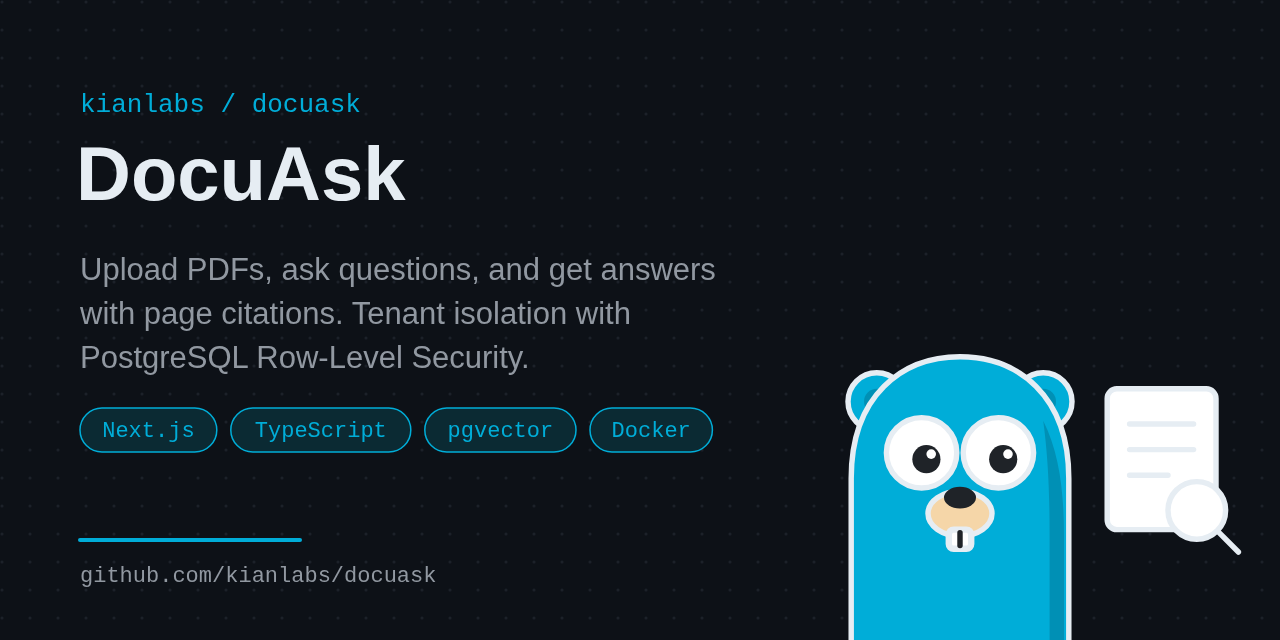 kianlabs / docuask
DocuAsk
Upload PDFs, ask questions, and get answers
with page citations. Tenant isolation with
PostgreSQL Row-Level Security.
Next.js TypeScript pgvector Docker
github.com/kianlabs/docuask